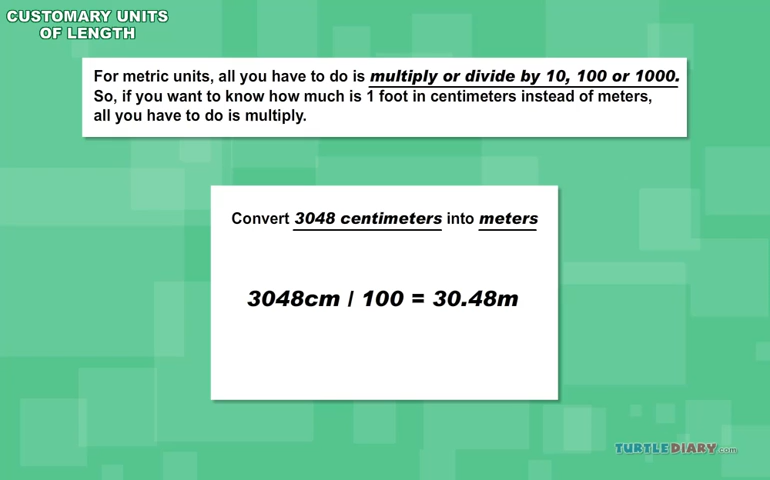 CUSTOMARY UNITS
OF LENGTH
For metric units, all you have to do is multiply or divide by 10, 100 or 1000.
So, if you want to know how much is 1 foot in centimeters instead of meters,
all you have to do is multiply.
Convert 3048 centimeters into meters
3048cm / 100 = 30.48m
TURTLEDIARY.com